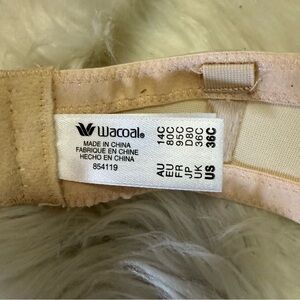 Wacoal®
MADE IN CHINA
FABRIQUE EN CHINE
HECHO EN CHINA
854119
AU 14C
EU 80C
FR 95C
JP D80
UK 36C
US 36C